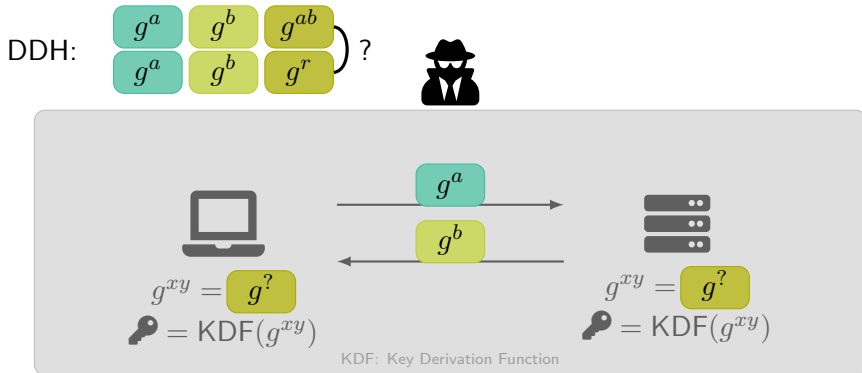 DDH: g^a g^b g^{ab} ?
g^a g^b g^r
g^a
g^b
g^{xy} = g^? g^{xy} = g^?
= KDF(g^{xy}) = KDF(g^{xy})
KDF: Key Derivation Function